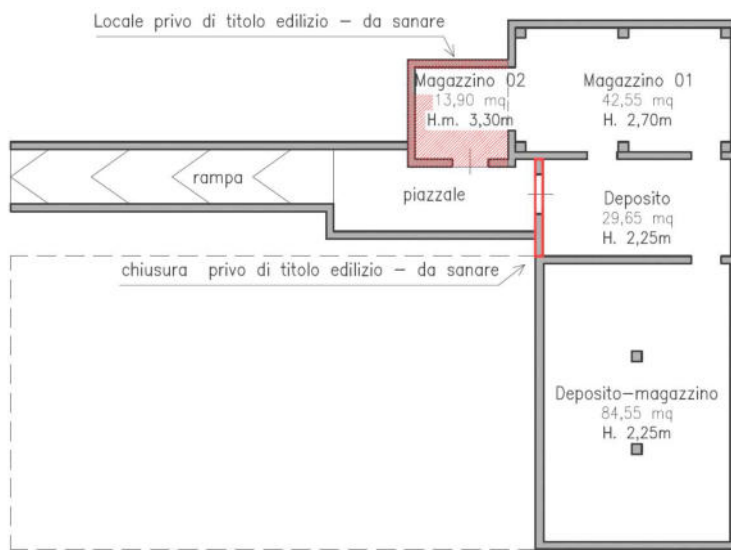 Locale privo di titolo edilizio – da sanare
Magazzino 02
13,90 mq
H.m. 3,30m
Magazzino 01
42,55 mq
H. 2,70m
rampa
piazzale
Deposito
29,65 mq
H. 2,25m
chiusura privo di titolo edilizio – da sanare
Deposito–magazzino
84,55 mq
H. 2,25m